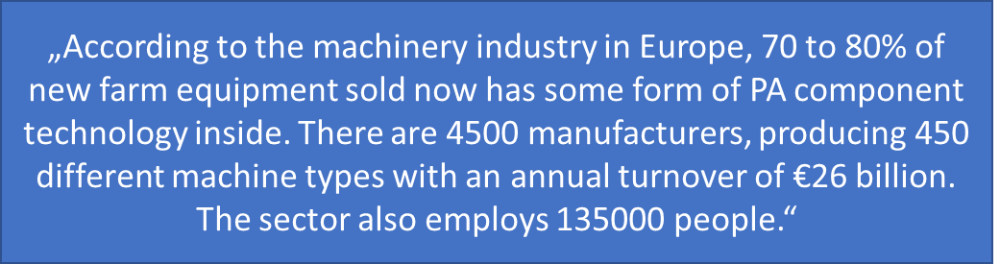 „According to the machinery industry in Europe, 70 to 80% of
new farm equipment sold now has some form of PA component
technology inside. There are 4500 manufacturers, producing 450
different machine types with an annual turnover of €26 billion.
The sector also employs 135000 people.“